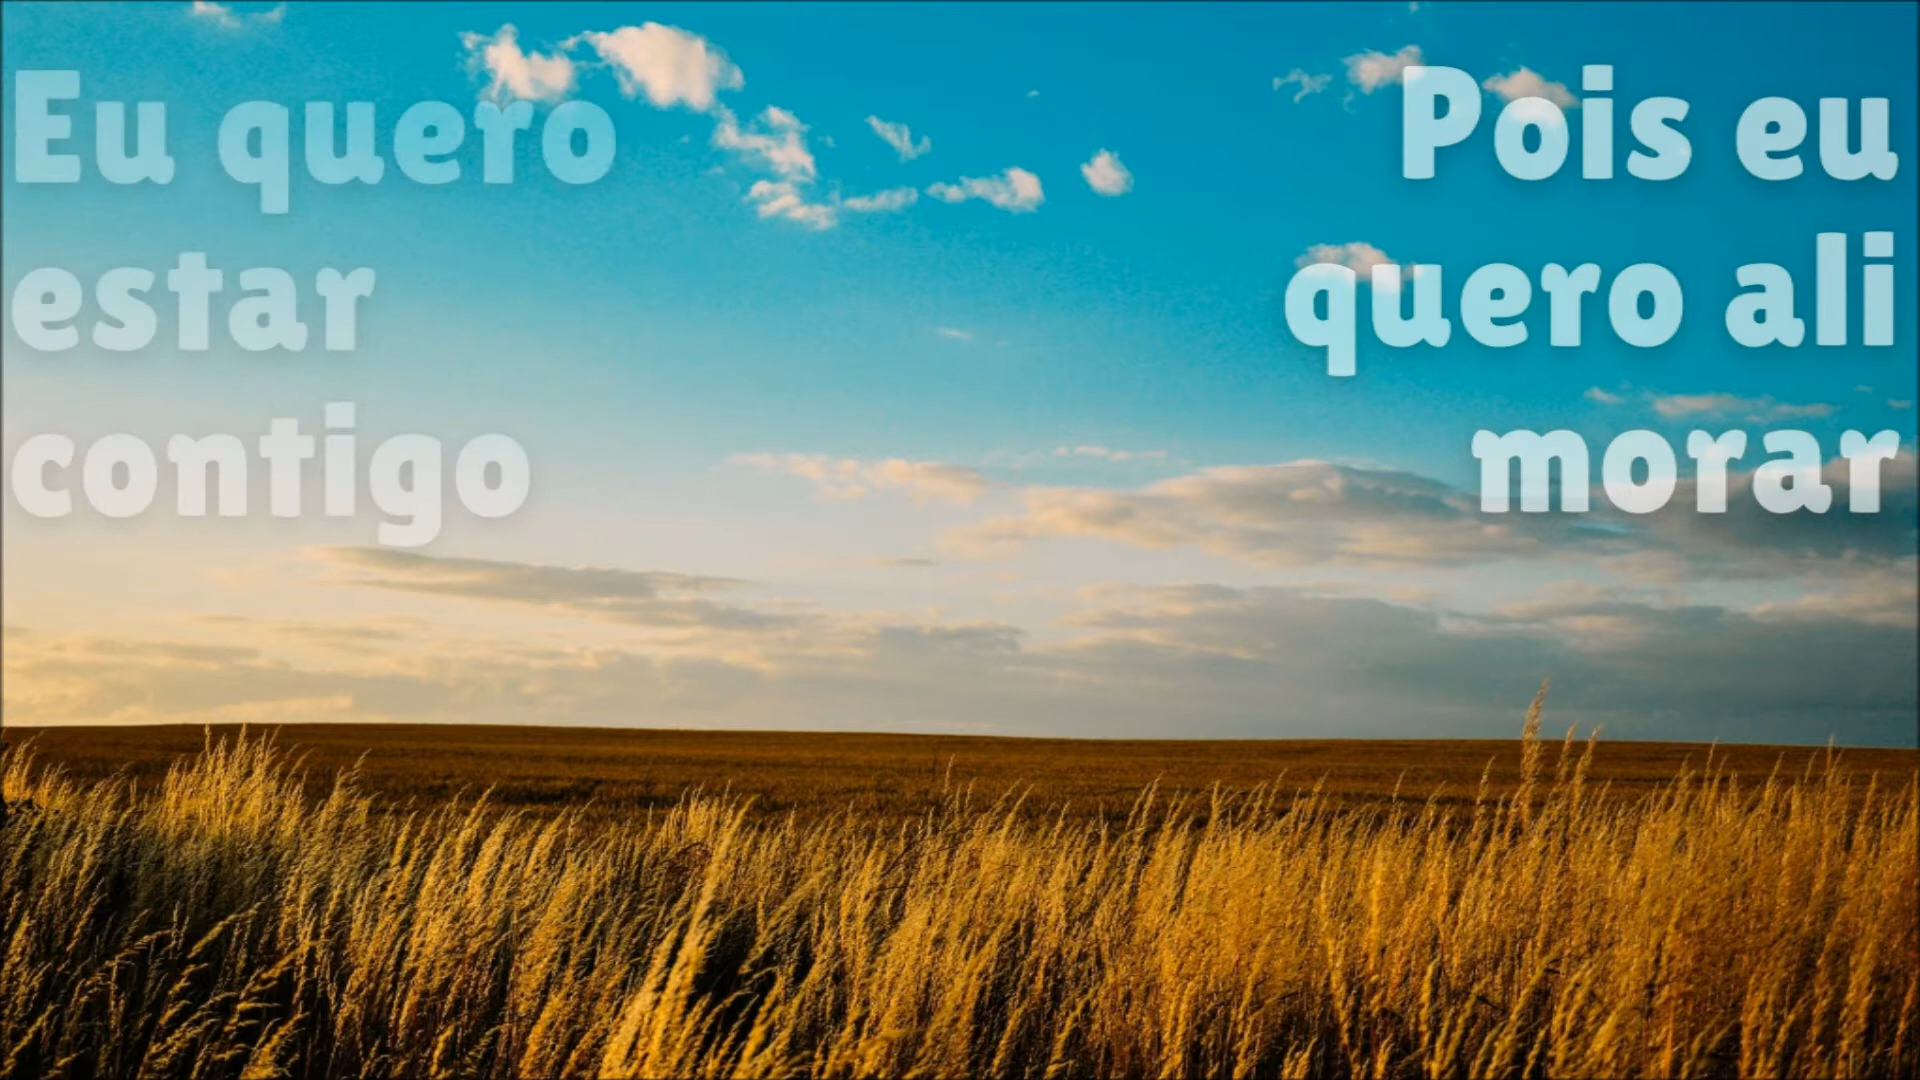 Eu quero
estar
contigo
Pois eu
quero ali
morar